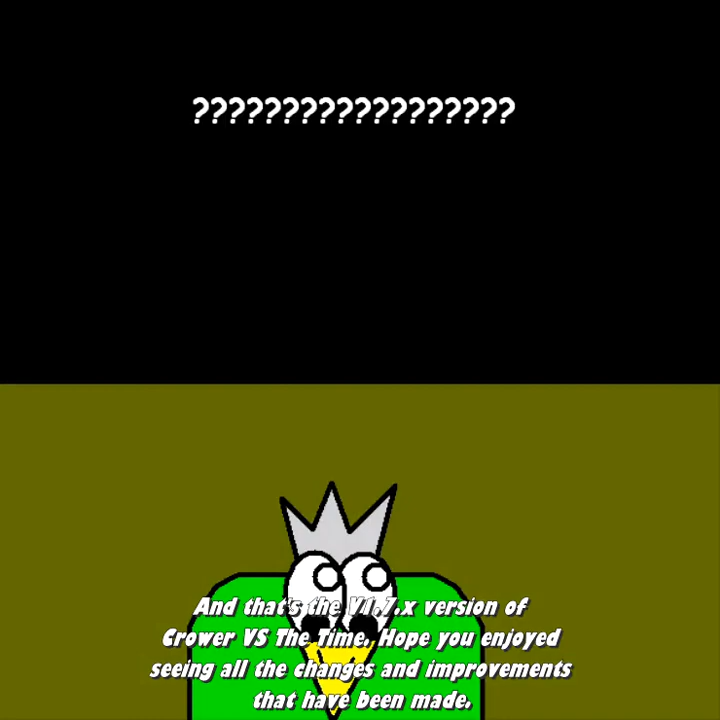 ??????????????????
And that's the V1.7.x version of
Crower VS The Time. Hope you enjoyed
seeing all the changes and improvements
that have been made.